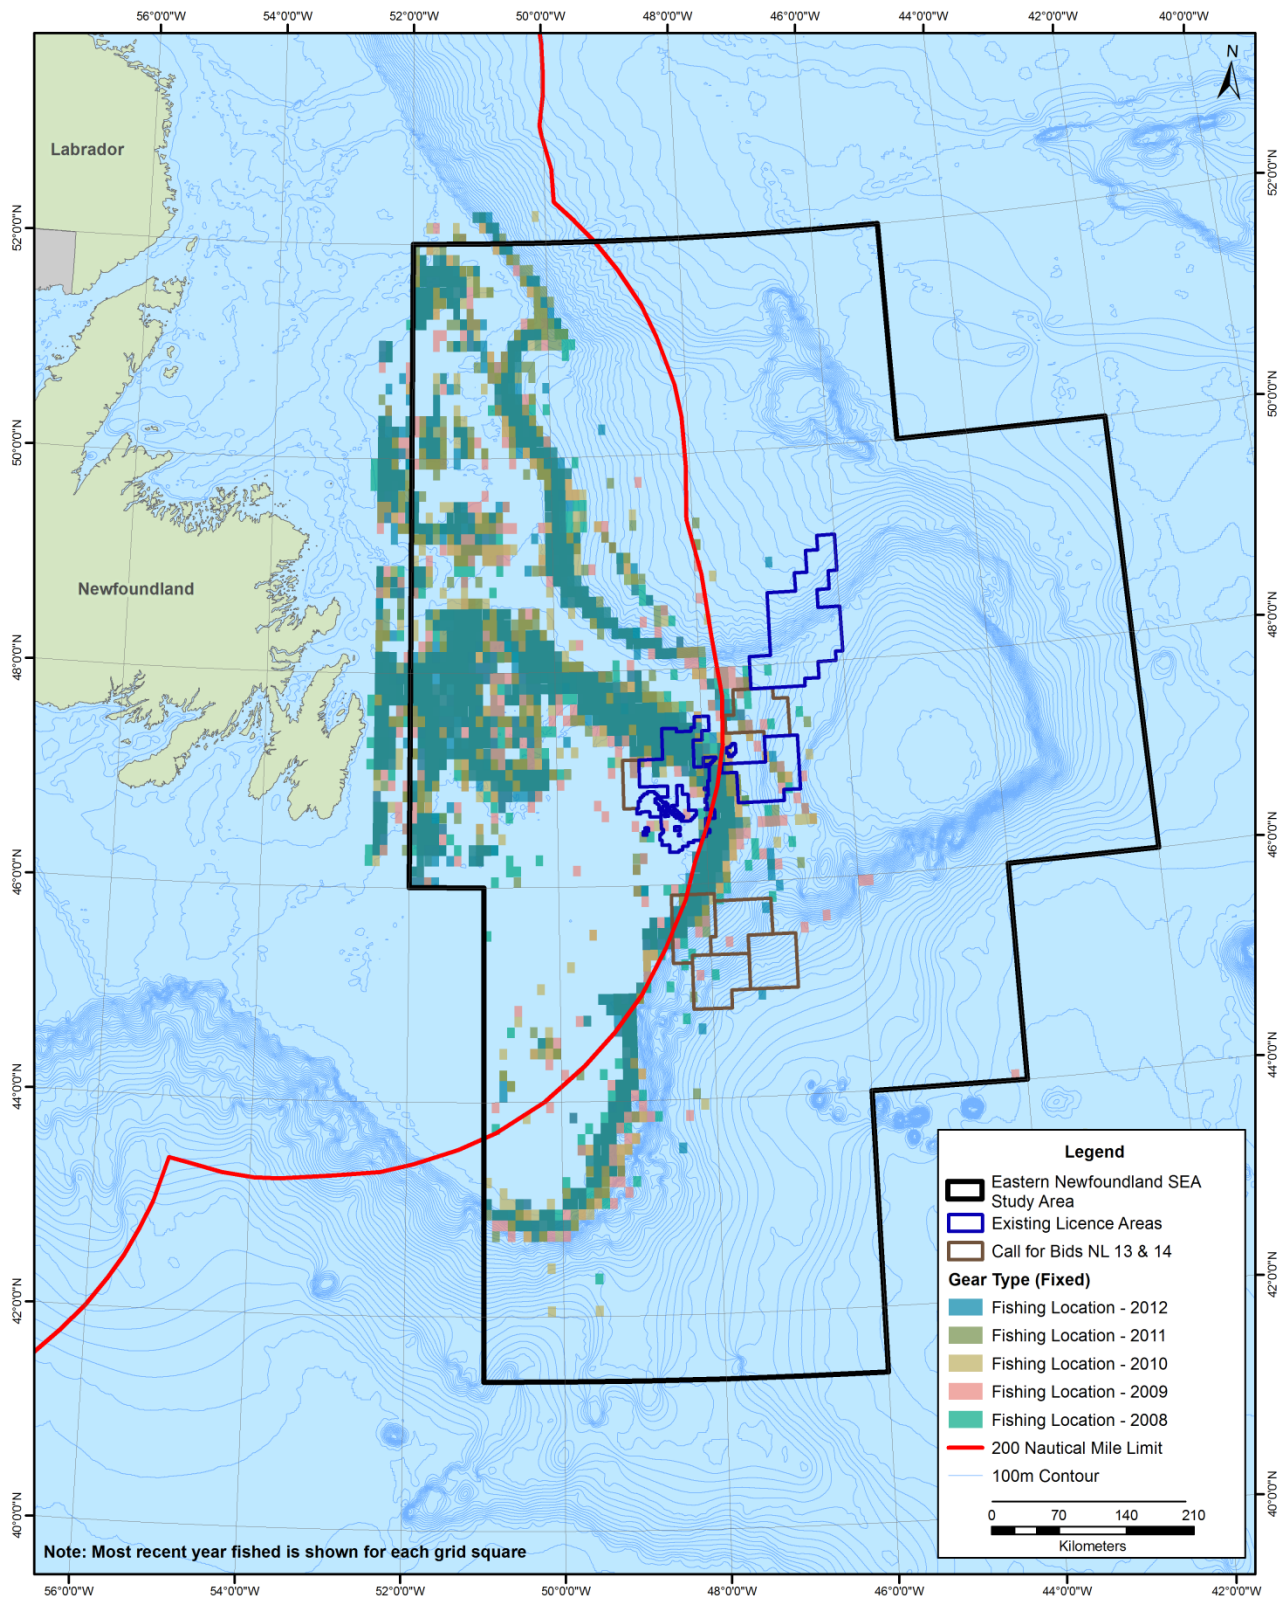 56°0'0"W 54°0'0"W 52°0'0"W 50°0'0"W 48°0'0"W 46°0'0"W 44°0'0"W 42°0'0"W 40°0'0"W
N
Labrador
52°0'0"N
52°0'0"N
50°0'0"N
50°0'0"N
Newfoundland
48°0'0"N
48°0'0"N
46°0'0"N
46°0'0"N
44°0'0"N
44°0'0"N
42°0'0"N
42°0'0"N
40°0'0"N
40°0'0"N
Legend
Eastern Newfoundland SEA
Study Area
Existing Licence Areas
Call for Bids NL 13 & 14
Gear Type (Fixed)
Fishing Location - 2012
Fishing Location - 2011
Fishing Location - 2010
Fishing Location - 2009
Fishing Location - 2008
200 Nautical Mile Limit
100m Contour
0 70 140 210
Kilometers
Note: Most recent year fished is shown for each grid square
56°0'0"W 54°0'0"W 52°0'0"W 50°0'0"W 48°0'0"W 46°0'0"W 44°0'0"W 42°0'0"W